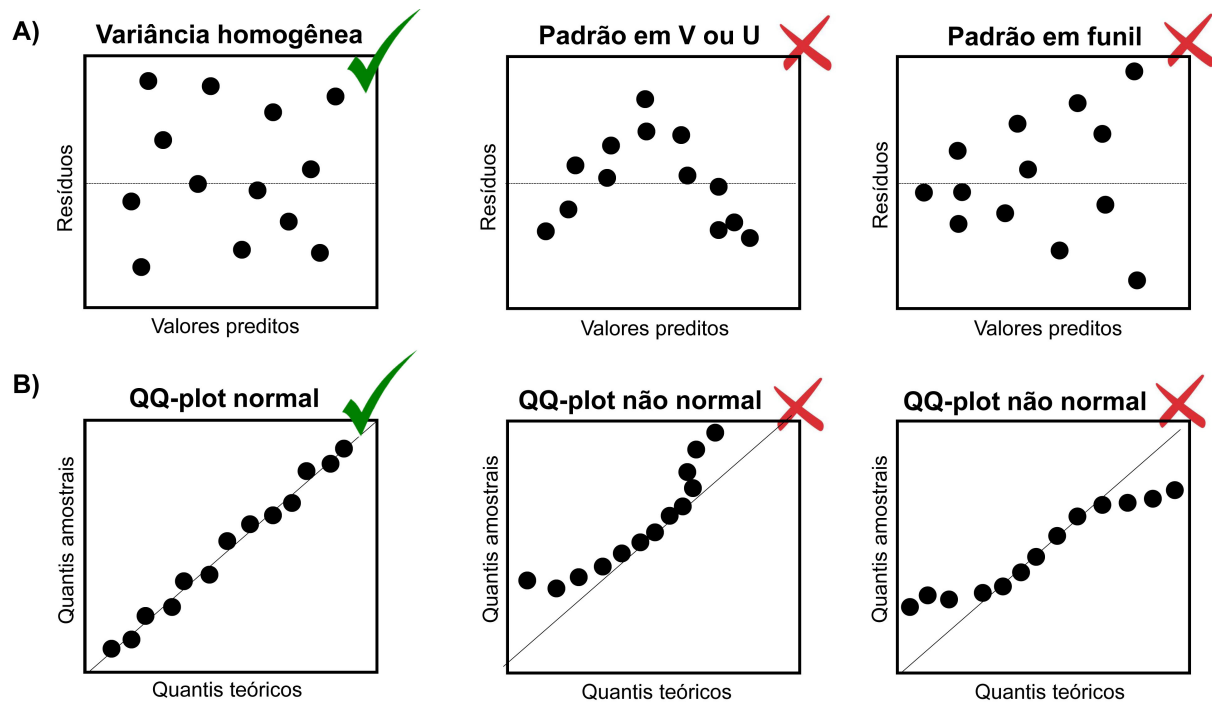 A)
Variância homogênea
Padrão em V ou U
Padrão em funil
Resíduos
Resíduos
Resíduos
Valores preditos
Valores preditos
Valores preditos
B)
QQ-plot normal
QQ-plot não normal
QQ-plot não normal
Quantis amostrais
Quantis amostrais
Quantis amostrais
Quantis teóricos
Quantis teóricos
Quantis teóricos